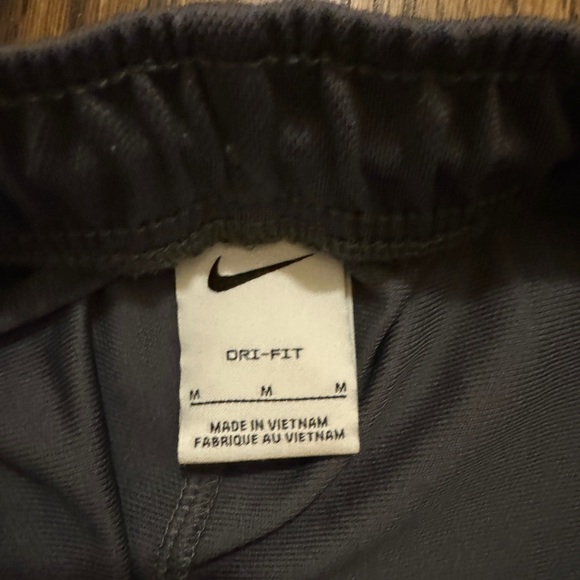 DRI-FIT
M M M
MADE IN VIETNAM
FABRIQUE AU VIETNAM